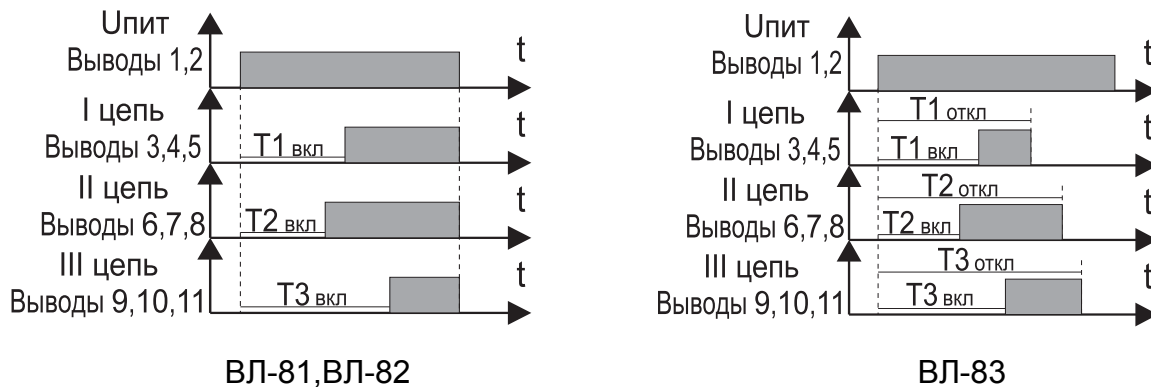 Uпит
Выводы 1,2
t
I цепь
Выводы 3,4,5
T1 вкл
t
II цепь
Выводы 6,7,8
T2 вкл
t
III цепь
Выводы 9,10,11
T3 вкл
t
ВЛ-81,ВЛ-82
Uпит
Выводы 1,2
t
I цепь
Выводы 3,4,5
T1 откл
T1 вкл
t
II цепь
Выводы 6,7,8
T2 откл
T2 вкл
t
III цепь
Выводы 9,10,11
T3 откл
T3 вкл
t
ВЛ-83